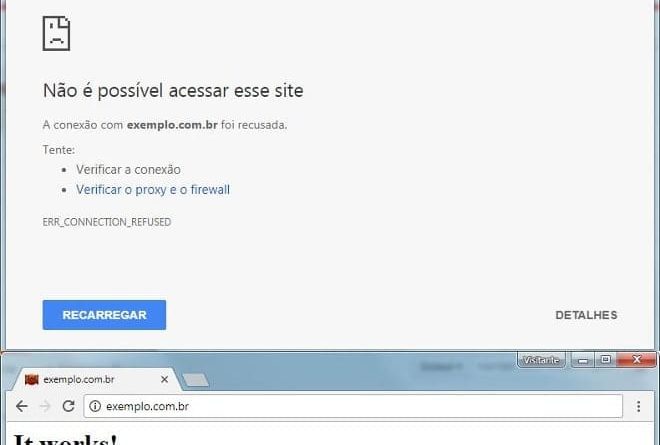 Não é possível acessar esse site
A conexão com exemplo.com.br foi recusada.
Tente:
Verificar a conexão
Verificar o proxy e o firewall
ERR_CONNECTION_REFUSED
RECARREGAR
DETALHES
Visitante
exemplo.com.br
exemplo.com.br
It works!